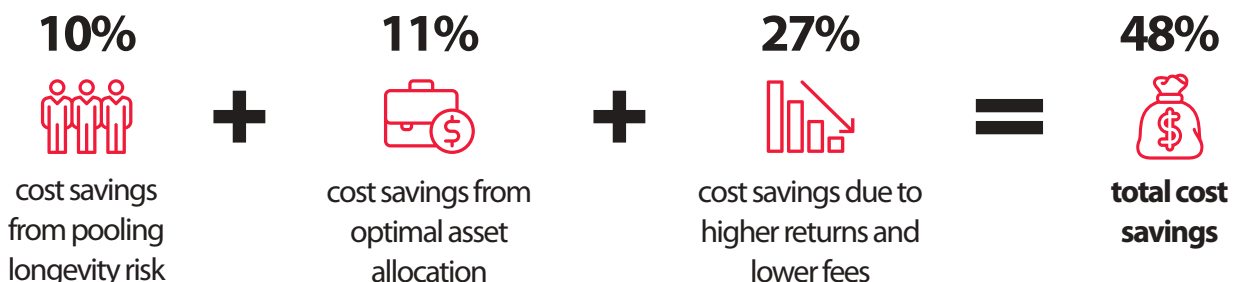 10%
cost savings
from pooling
longevity risk
+
11%
$
cost savings from
optimal asset
allocation
+
27%
cost savings due to
higher returns and
lower fees
=
48%
$
total cost
savings